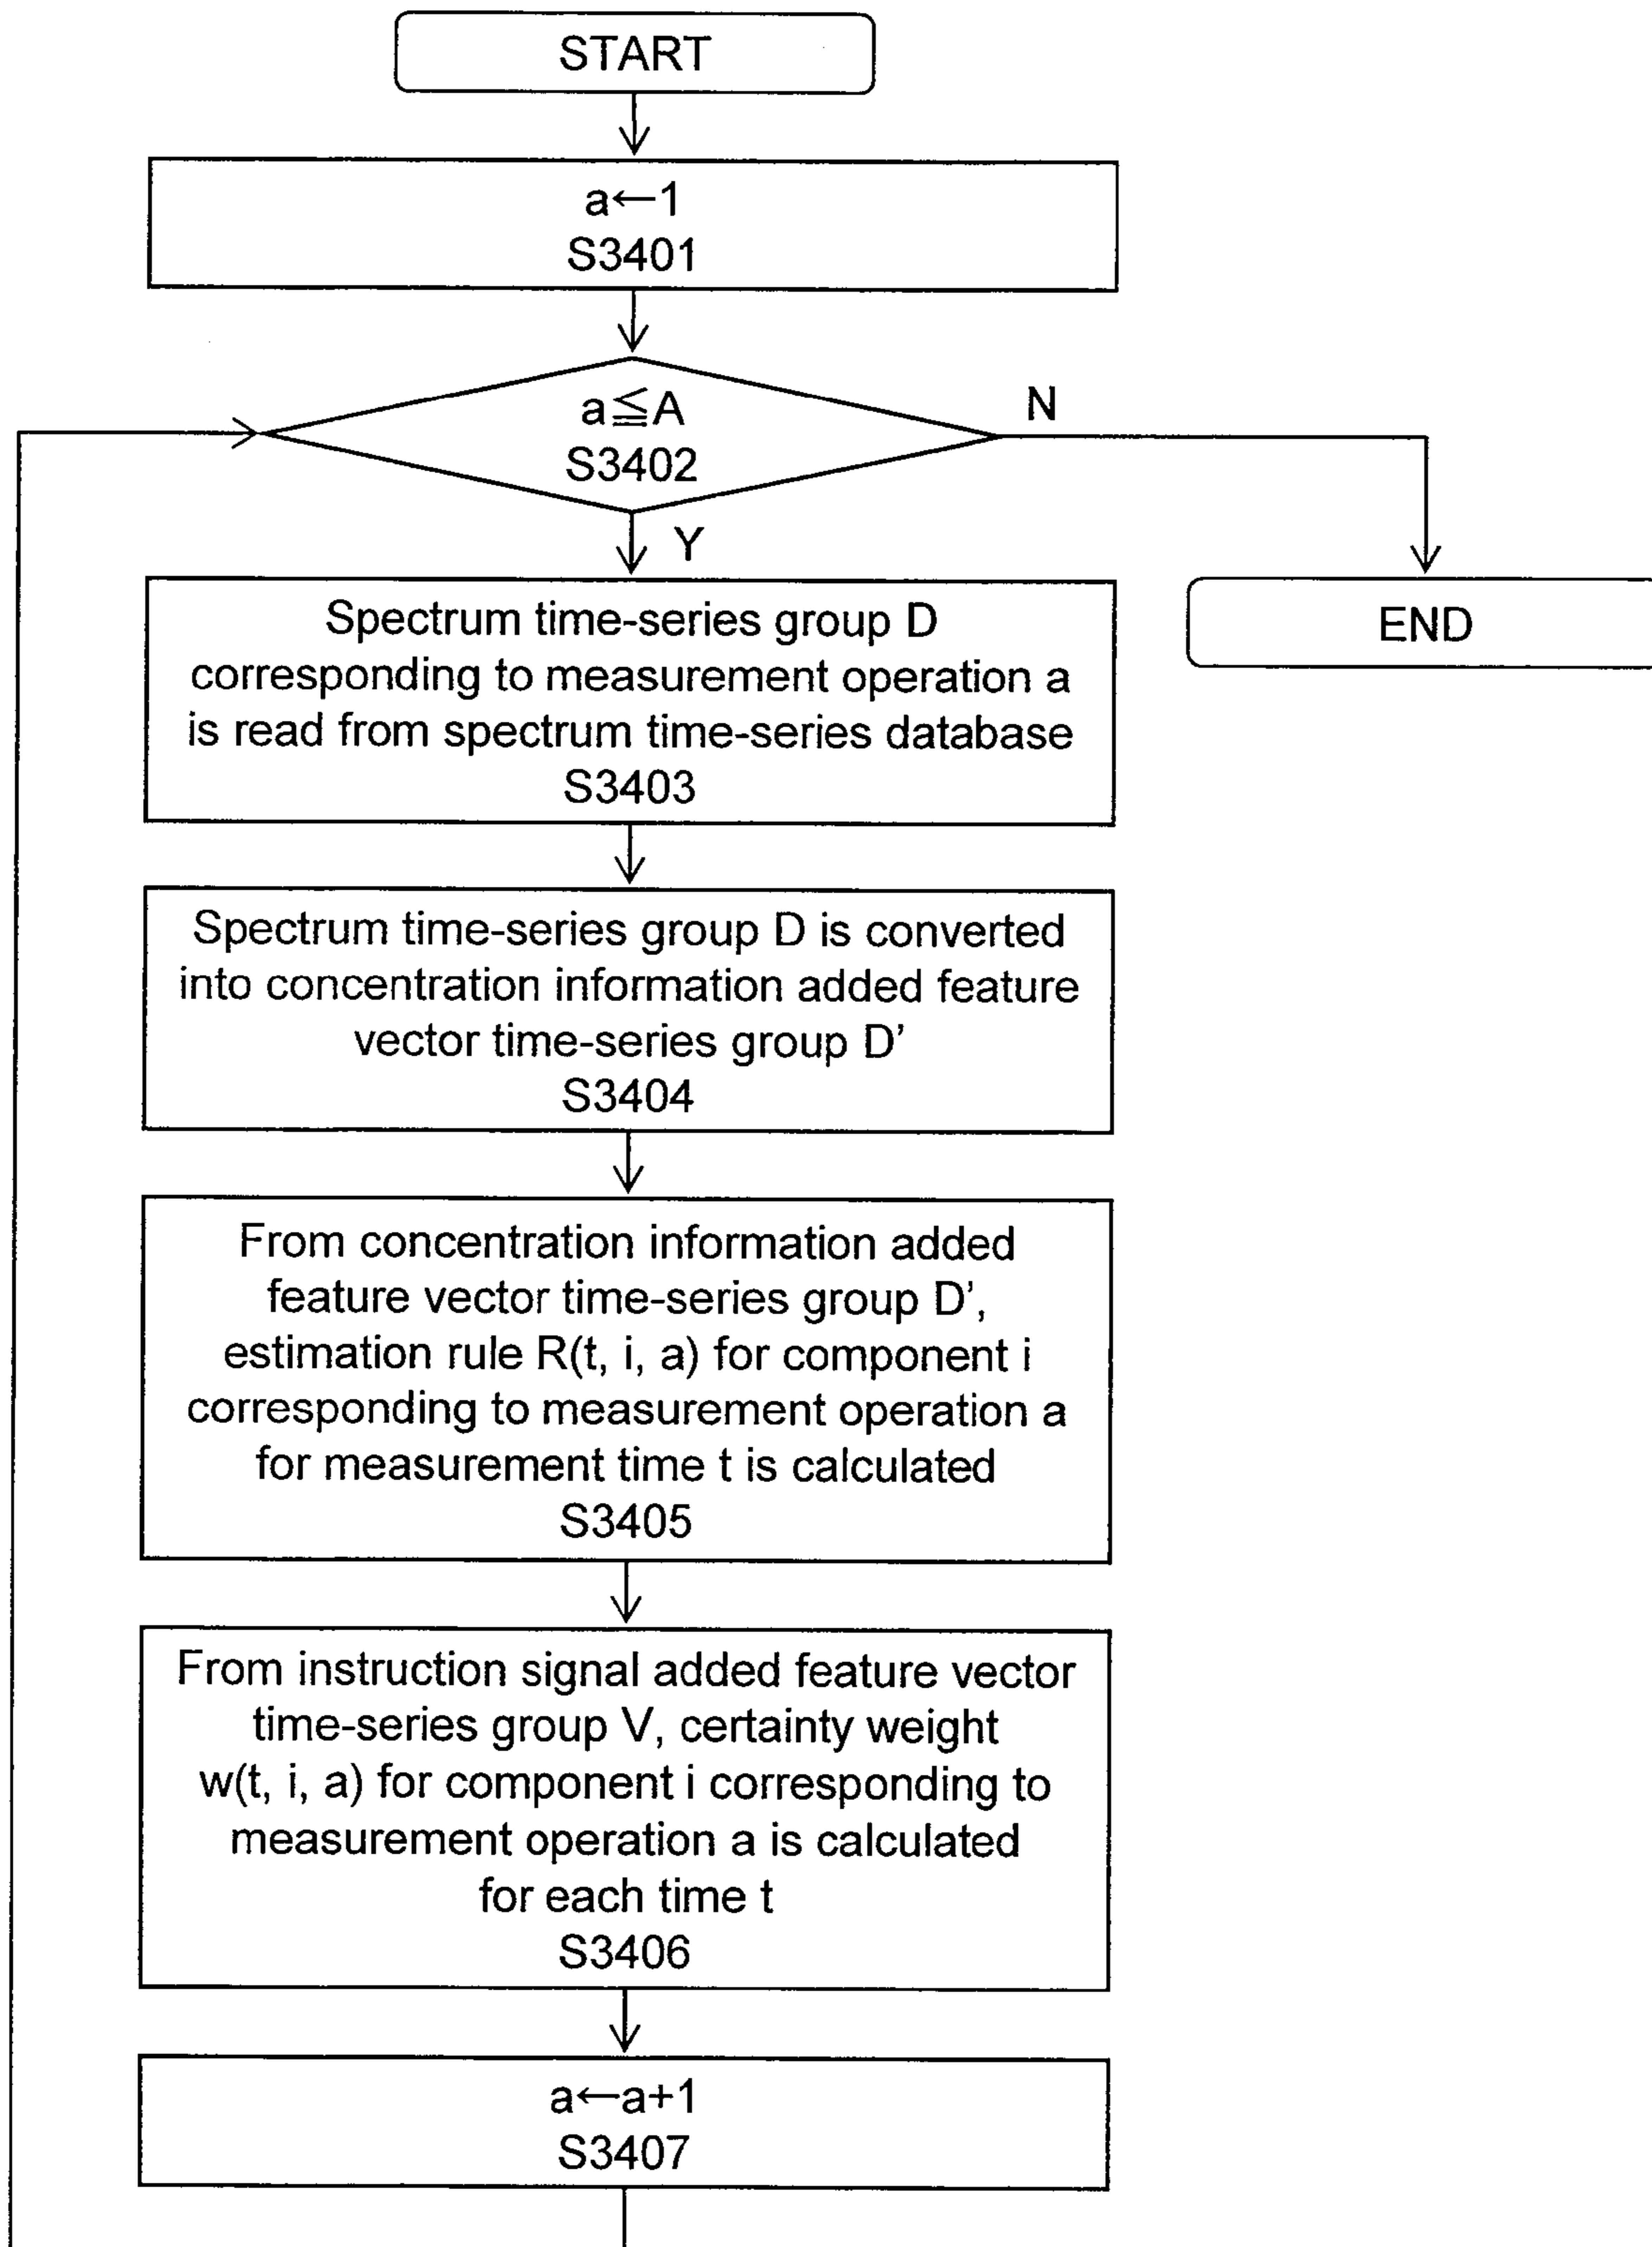 START
a←1
S3401
a≦A
S3402
N
Y
Spectrum time-series group D
corresponding to measurement operation a
is read from spectrum time-series database
S3403
END
Spectrum time-series group D is converted
into concentration information added feature
vector time-series group D’
S3404
From concentration information added
feature vector time-series group D’,
estimation rule R(t, i, a) for component i
corresponding to measurement operation a
for measurement time t is calculated
S3405
From instruction signal added feature vector
time-series group V, certainty weight
w(t, i, a) for component i corresponding to
measurement operation a is calculated
for each time t
S3406
a←a+1
S3407